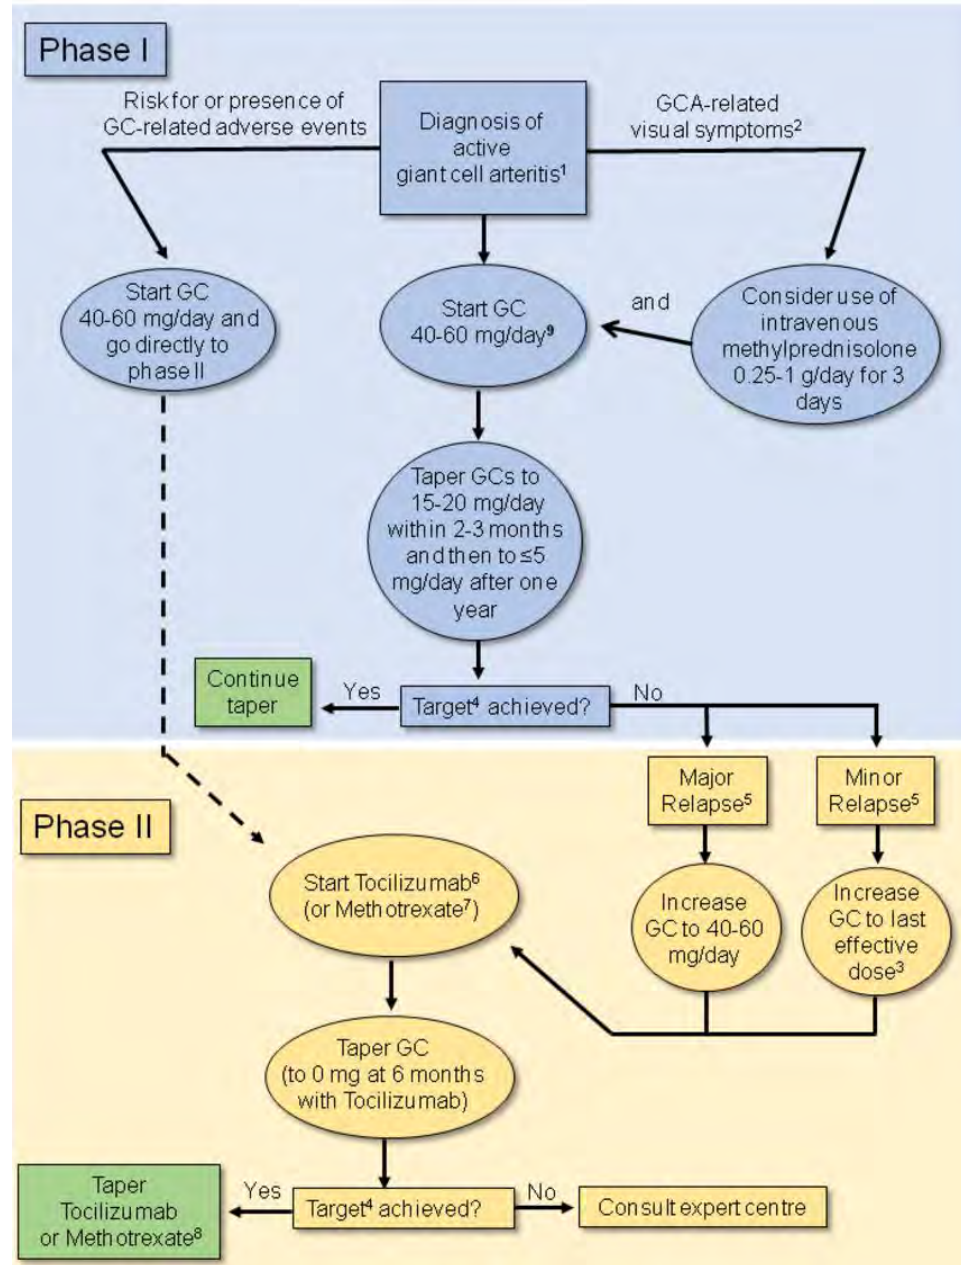 Phase I
Risk for or presence of
GC-related adverse events
Diagnosis of
active
giant cell arteritis¹
GCA-related
visual symptoms²
Start GC
40-60 mg/day and
go directly to
phase II
Start GC
40-60 mg/day⁹
and
Consider use of
intravenous
methylprednisolone
0.25-1 g/day for 3
days
Taper GCs to
15-20 mg/day
within 2-3 months
and then to ≤5
mg/day after one
year
Continue
taper
Yes
Target⁴ achieved?
No
Major
Relapse⁵
Minor
Relapse⁵
Phase II
Start Tocilizumab⁶
(or Methotrexate⁷)
Increase
GC to 40-60
mg/day
Increase
GC to last
effective
dose³
Taper GC
(to 0 mg at 6 months
with Tocilizumab)
Taper
Tocilizumab
or Methotrexate⁸
Yes
Target⁴ achieved?
No
Consult expert centre